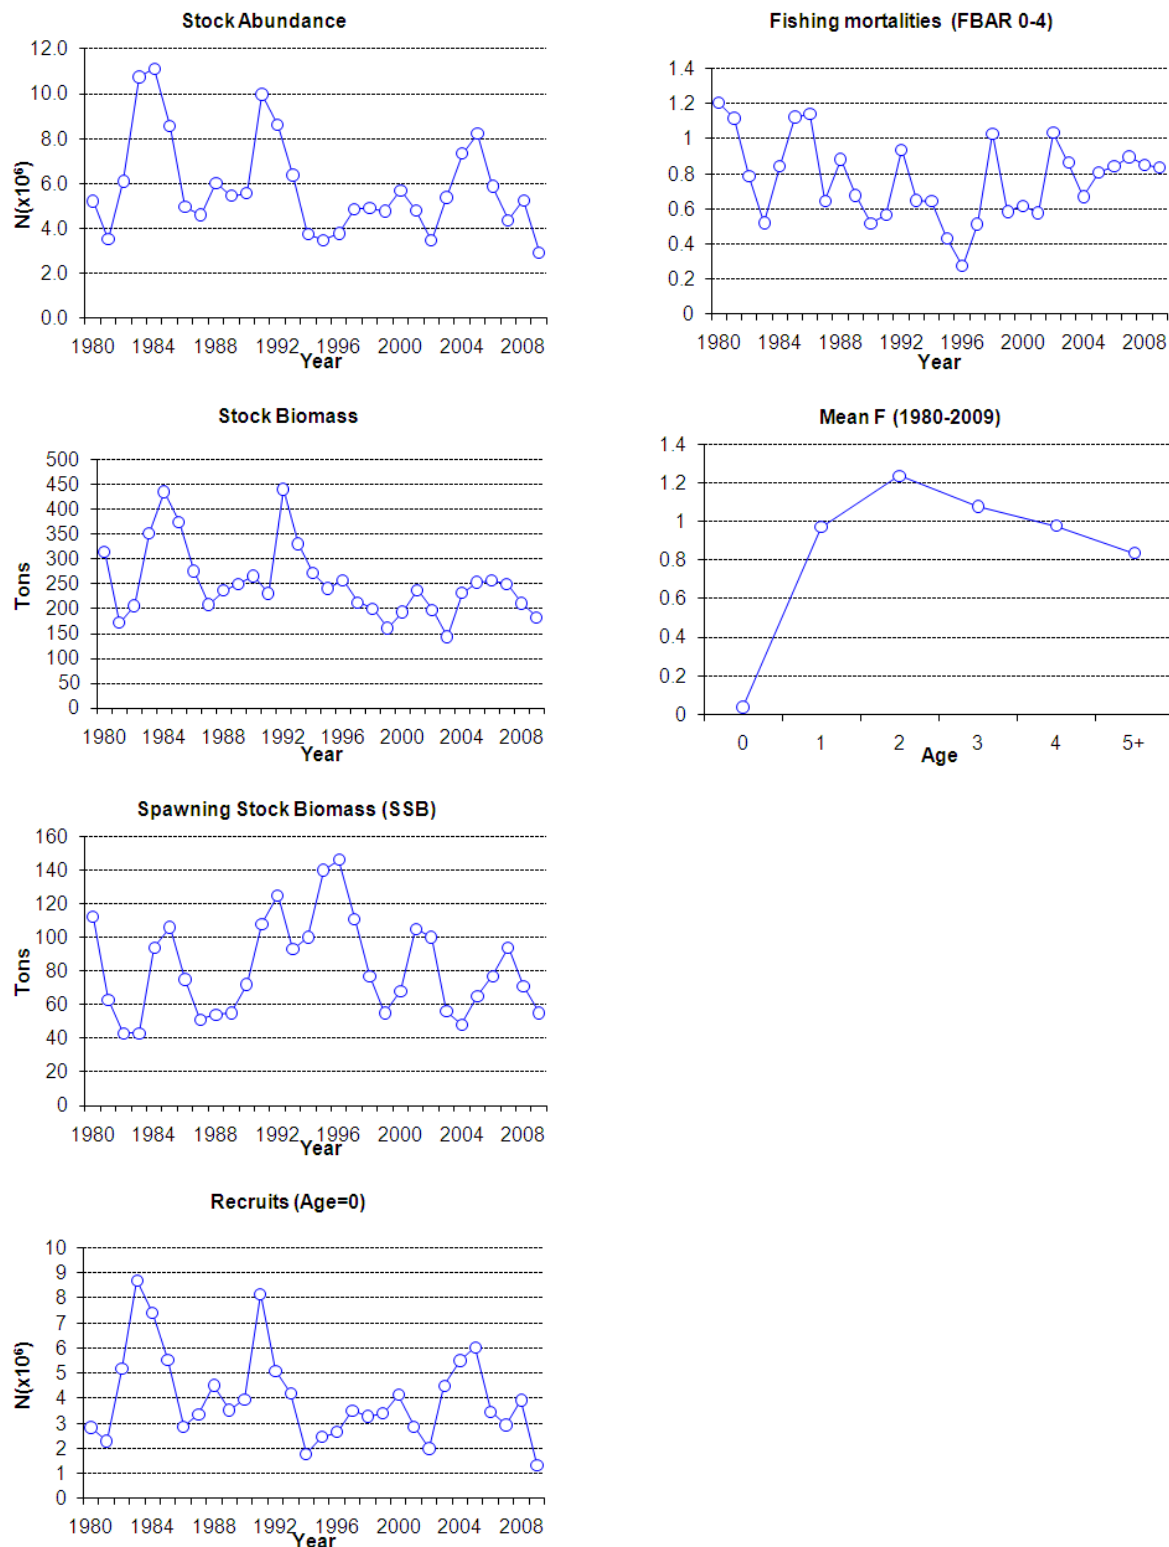 Stock Abundance
12.0
10.0
8.0
6.0
4.0
2.0
0.0
N(x10⁶)
1980 1984 1988 1992 1996 2000 2004 2008
Year
Fishing mortalities (FBAR 0-4)
1.4
1.2
1
0.8
0.6
0.4
0.2
0
1980 1984 1988 1992 1996 2000 2004 2008
Year
Stock Biomass
500
450
400
350
300
250
200
150
100
50
0
Tons
1980 1984 1988 1992 1996 2000 2004 2008
Year
Mean F (1980-2009)
1.4
1.2
1
0.8
0.6
0.4
0.2
0
0 1 2 3 4 5+
Age
Spawning Stock Biomass (SSB)
160
140
120
100
80
60
40
20
0
Tons
1980 1984 1988 1992 1996 2000 2004 2008
Year
Recruits (Age=0)
10
9
8
7
6
5
4
3
2
1
0
N(x10⁶)
1980 1984 1988 1992 1996 2000 2004 2008
Year